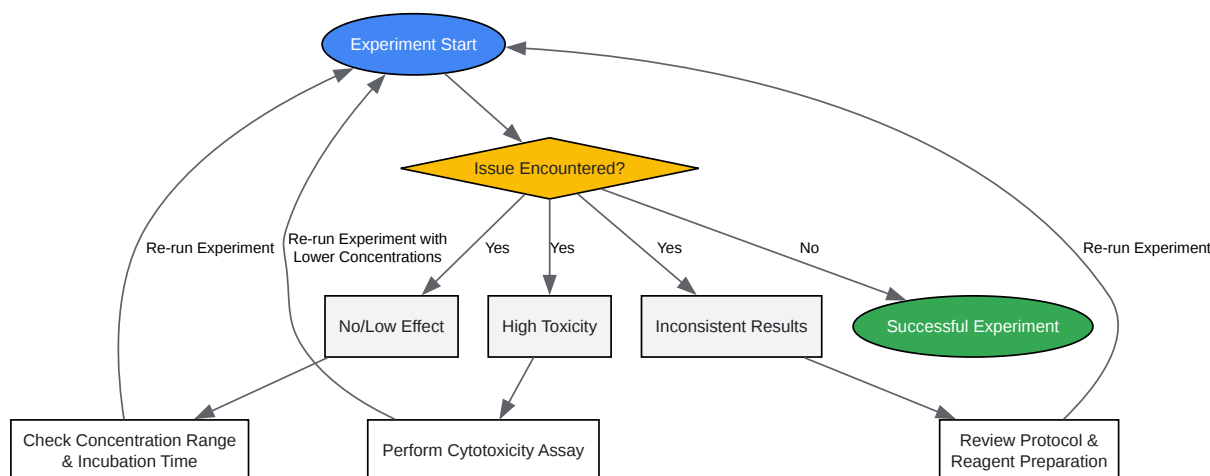 Experiment Start
Issue Encountered?
Re-run Experiment
Re-run Experiment with
Lower Concentrations
Yes
Yes
Yes
No
Re-run Experiment
No/Low Effect
High Toxicity
Inconsistent Results
Successful Experiment
Check Concentration Range
& Incubation Time
Perform Cytotoxicity Assay
Review Protocol &
Reagent Preparation